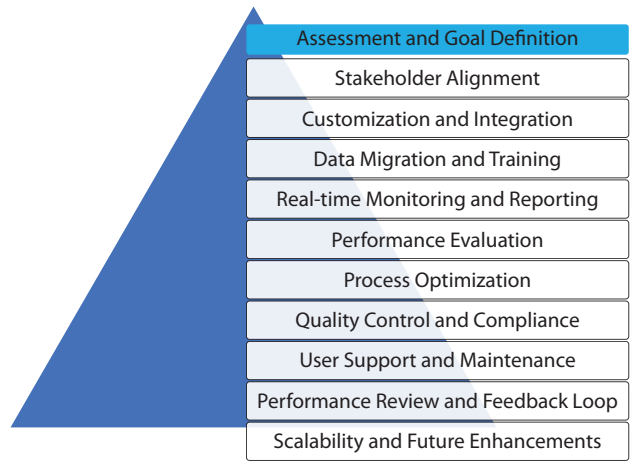 Assessment and Goal Definition
Stakeholder Alignment
Customization and Integration
Data Migration and Training
Real-time Monitoring and Reporting
Performance Evaluation
Process Optimization
Quality Control and Compliance
User Support and Maintenance
Performance Review and Feedback Loop
Scalability and Future Enhancements